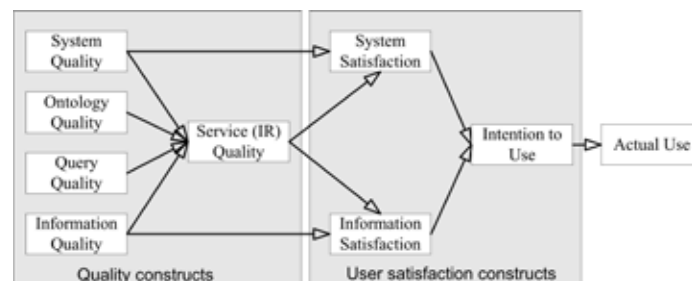 System
Quality
Ontology
Quality
Query
Quality
Information
Quality
Service (IR)
Quality
System
Satisfaction
Information
Satisfaction
Intention to
Use
Actual Use
Quality constructs
User satisfaction constructs